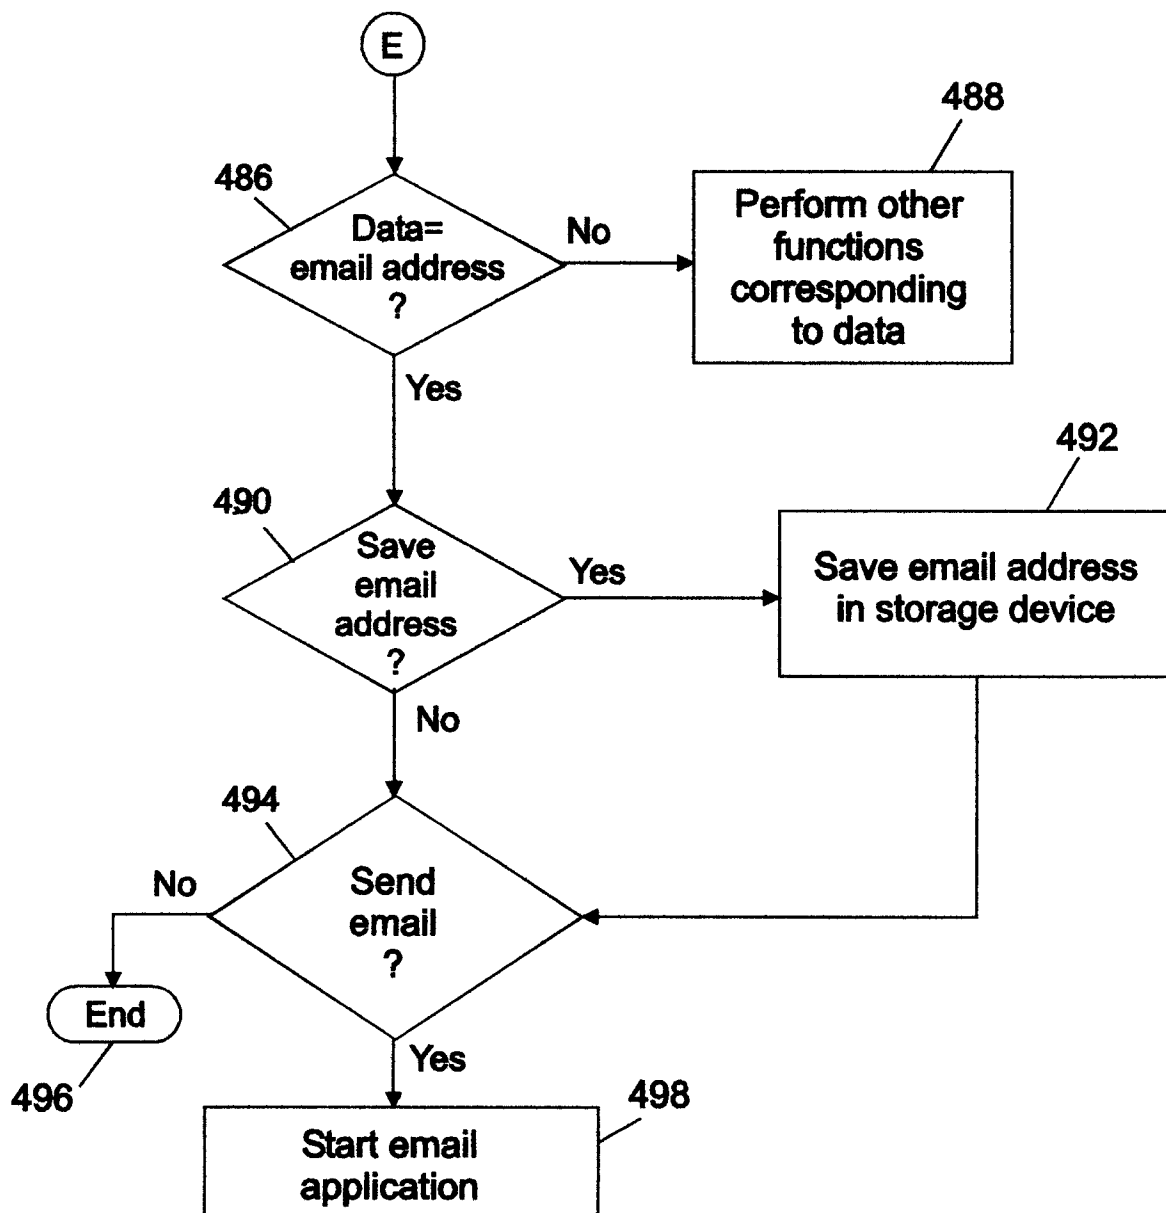 E
488
486
Data=
email address
?
No
Perform other
functions
corresponding
to data
Yes
492
490
Save
email
address
?
Yes
Save email address
in storage device
No
494
No
Send
email
?
End
Yes
496
498
Start email
application